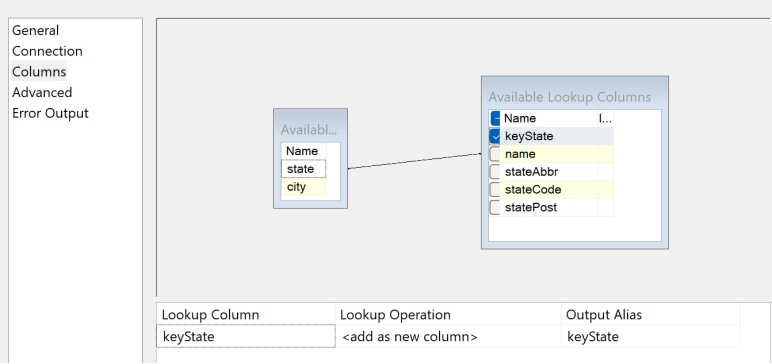 General
Connection
Columns
Advanced
Error Output
Availabl...
Name
state
city
Available Lookup Columns
Name I...
keyState
name
stateAbbr
stateCode
statePost
Lookup Column Lookup Operation Output Alias
keyState <add as new column> keyState